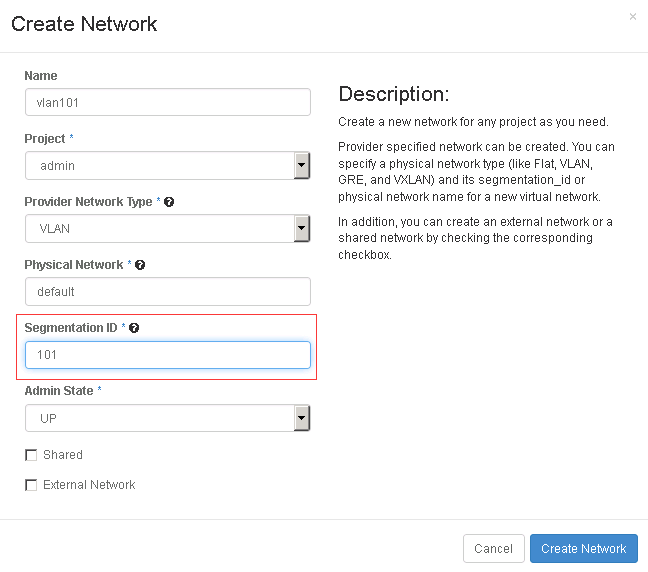 Create Network
×
Name
vlan101
Project *
admin
Provider Network Type * ?
VLAN
Physical Network * ?
default
Segmentation ID * ?
101
Admin State *
UP
Shared
External Network
Description:
Create a new network for any project as you need.
Provider specified network can be created. You can
specify a physical network type (like Flat, VLAN,
GRE, and VXLAN) and its segmentation_id or
physical network name for a new virtual network.
In addition, you can create an external network or a
shared network by checking the corresponding
checkbox.
Cancel
Create Network